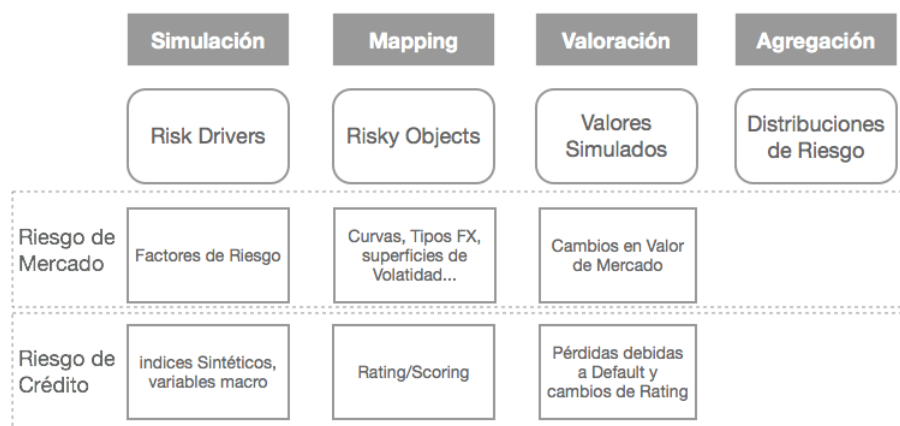 Simulación
Mapping
Valoración
Agregación
Risk Drivers
Risky Objects
Valores
Simulados
Distribuciones
de Riesgo
Riesgo de
Mercado
Factores de Riesgo
Curvas, Tipos FX,
superficies de
Volatidad...
Cambios en Valor
de Mercado
Riesgo de
Crédito
indices Sintéticos,
variables macro
Rating/Scoring
Pérdidas debidas
a Default y
cambios de Rating